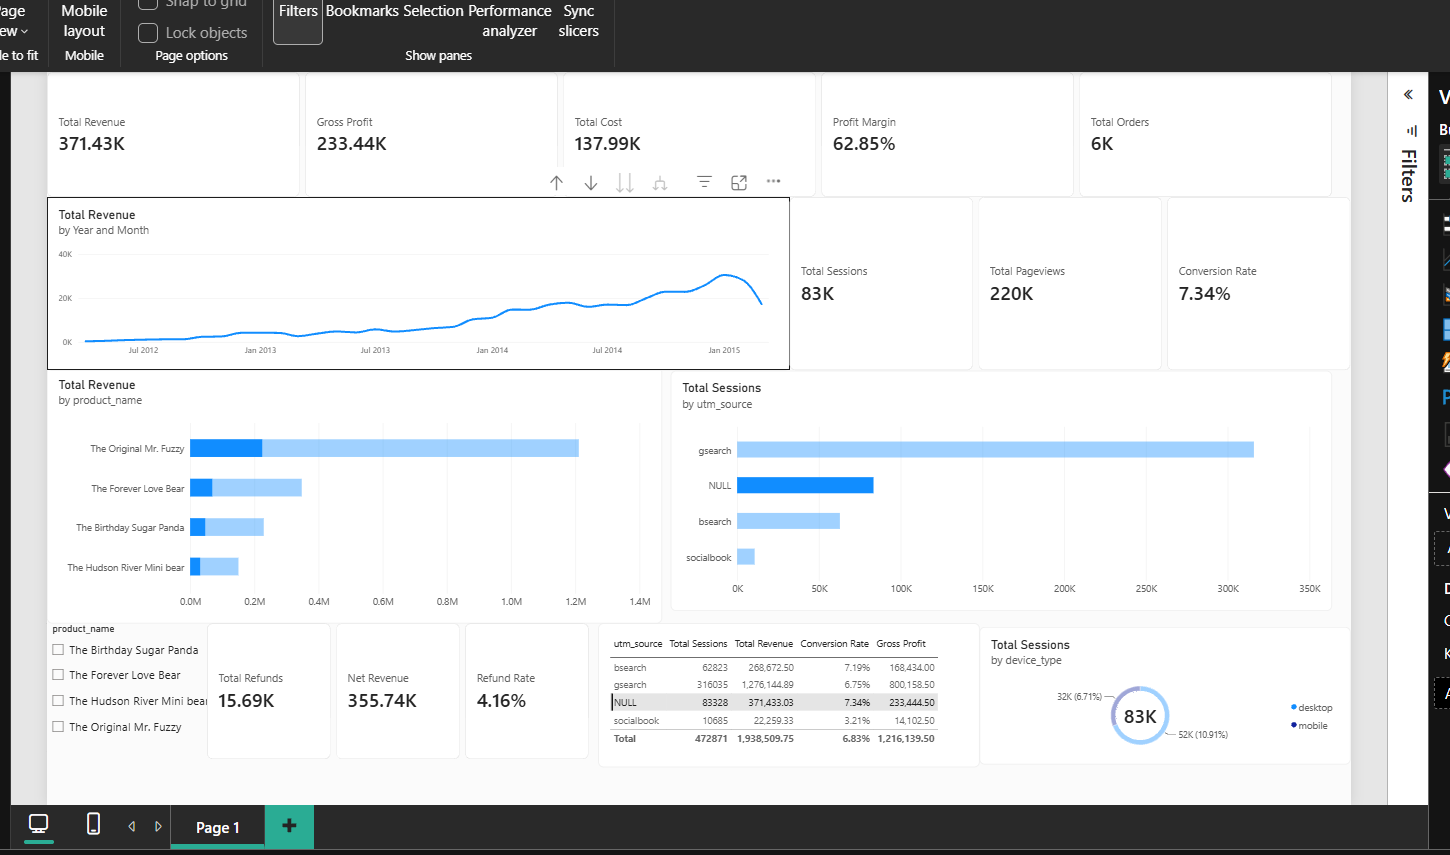 Page
Mobile
Snap to grid
Filters Bookmarks Selection Performance Sync
layout
Lock objects
analyzer slicers
Mobile
Page options
Show panes
Total Revenue
371.43K
Gross Profit
233.44K
Total Cost
137.99K
Profit Margin
62.85%
Total Orders
6K
Filters
Total Revenue
by Year and Month
40K
20K
0K
Jul 2012
Jan 2013
Jul 2013
Jan 2014
Jul 2014
Jan 2015
Total Sessions
83K
Total Pageviews
220K
Conversion Rate
7.34%
Total Revenue
by product_name
The Original Mr. Fuzzy
The Forever Love Bear
The Birthday Sugar Panda
The Hudson River Mini bear
0.0M 0.2M 0.4M 0.6M 0.8M 1.0M 1.2M 1.4M
Total Sessions
by utm_source
gsearch
NULL
bsearch
socialbook
0K 50K 100K 150K 200K 250K 300K 350K
product_name
The Birthday Sugar Panda
The Forever Love Bear
The Hudson River Mini bear
The Original Mr. Fuzzy
Total Refunds
15.69K
Net Revenue
355.74K
Refund Rate
4.16%
utm_source Total Sessions Total Revenue Conversion Rate Gross Profit
bsearch 62823 268,672.50 7.19% 168,434.00
gsearch 316035 1,276,144.89 6.75% 800,158.50
NULL 83328 371,433.03 7.34% 233,444.50
socialbook 10685 22,259.33 3.21% 14,102.50
Total 472871 1,938,509.75 6.83% 1,216,139.50
Total Sessions
by device_type
32K (6.71%)
83K
52K (10.91%)
desktop
mobile
Page 1